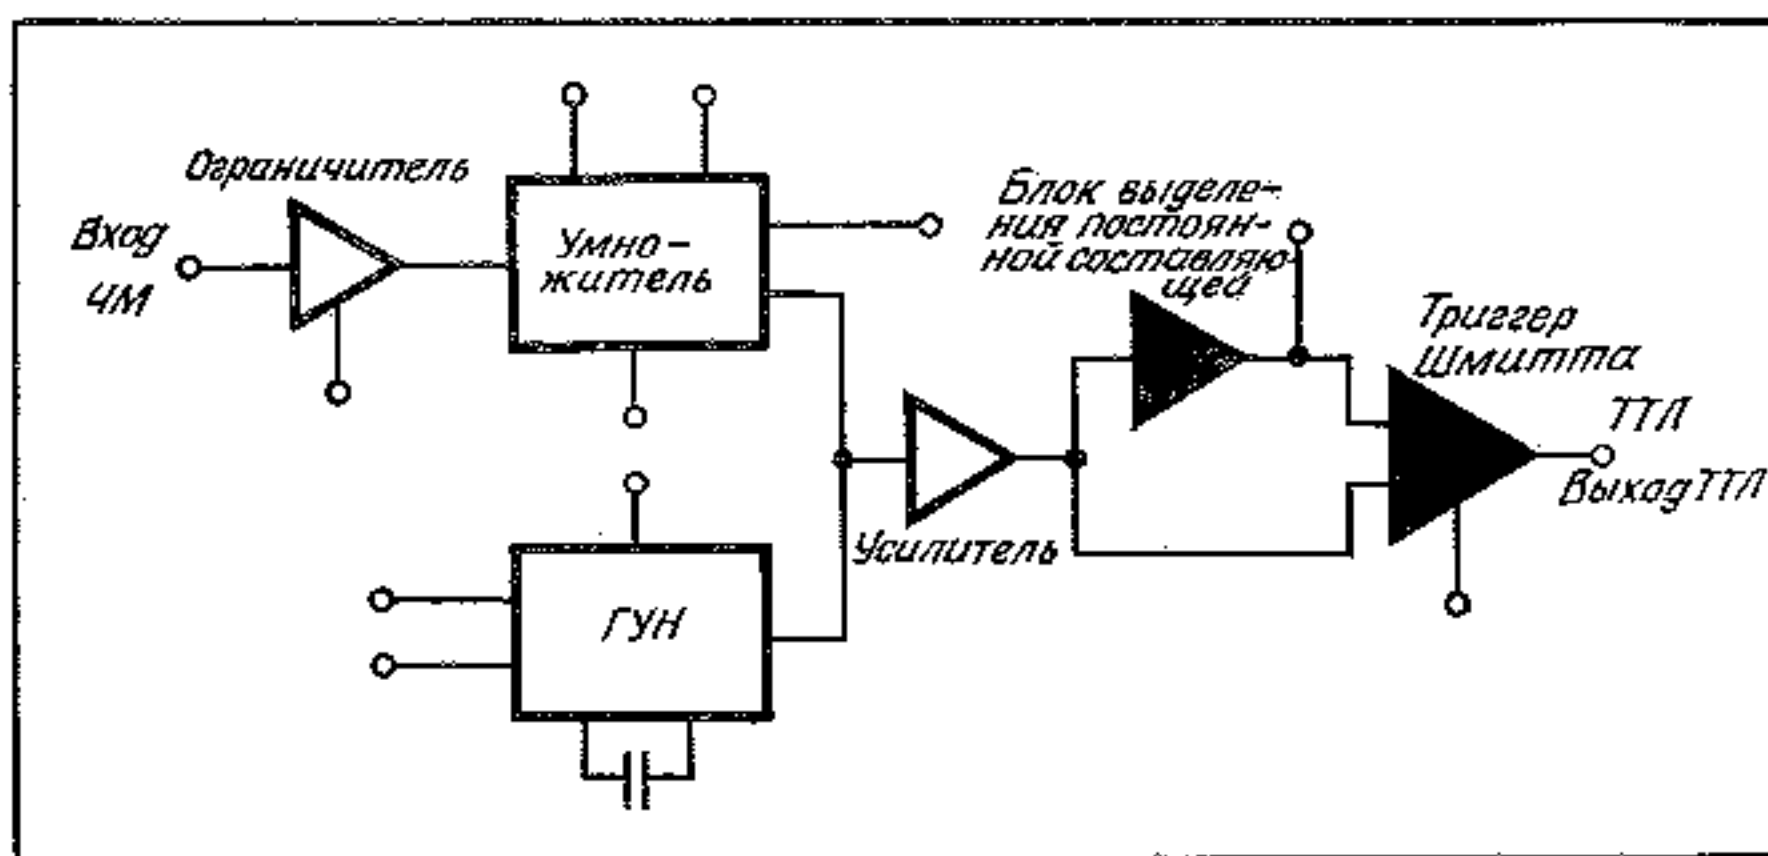 Ограничитель
Вход
ЧМ
Умно-
житель
Блок выделе-
ния постоян-
ной составляю-
щей
Триггер
Шмитта
ТТЛ
Выход ТТЛ
Усилитель
ГУН